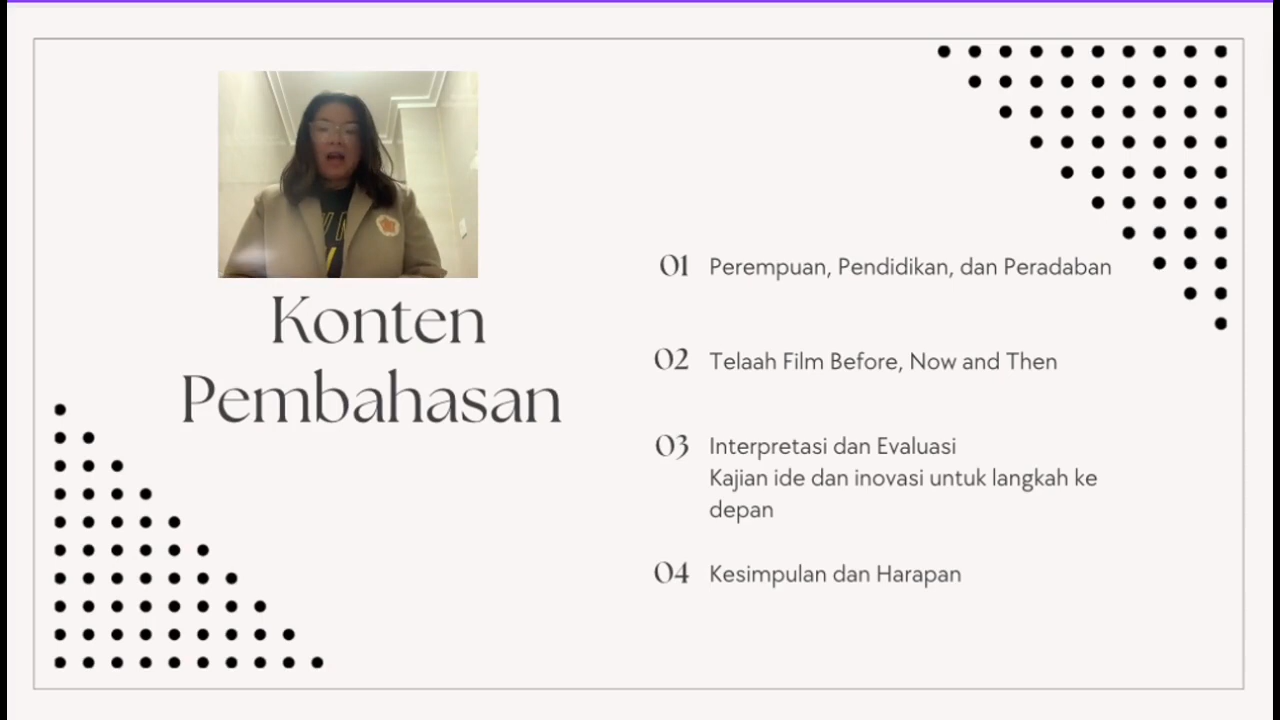 Konten
Pembahasan
01 Perempuan, Pendidikan, dan Peradaban
02 Telaah Film Before, Now and Then
03 Interpretasi dan Evaluasi
Kajian ide dan inovasi untuk langkah ke
depan
04 Kesimpulan dan Harapan